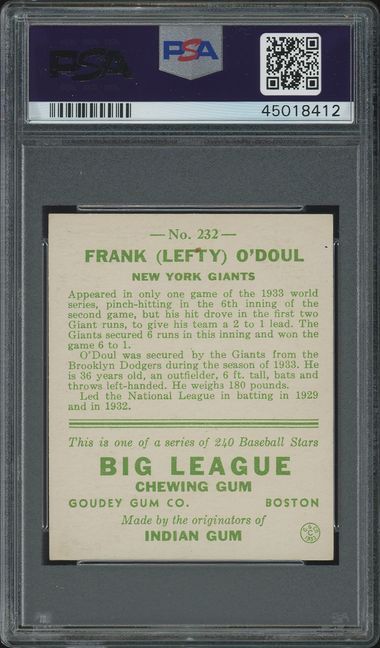 PSA
PSA
45018412
— No. 232 —
FRANK (LEFTY) O'DOUL
NEW YORK GIANTS
Appeared in only one game of the 1933 world
series, pinch-hitting in the 6th inning of the
second game, but his hit drove in the first two
Giant runs, to give his team a 2 to 1 lead. The
Giants secured 6 runs in this inning and won the
game 6 to 1.
O'Doul was secured by the Giants from the
Brooklyn Dodgers during the season of 1933. He
is 36 years old, an outfielder, 6 ft. tall, bats and
throws left-handed. He weighs 180 pounds.
Led the National League in batting in 1929
and in 1932.
This is one of a series of 240 Baseball Stars
BIG LEAGUE
CHEWING GUM
GOUDEY GUM CO. BOSTON
Made by the originators of
INDIAN GUM